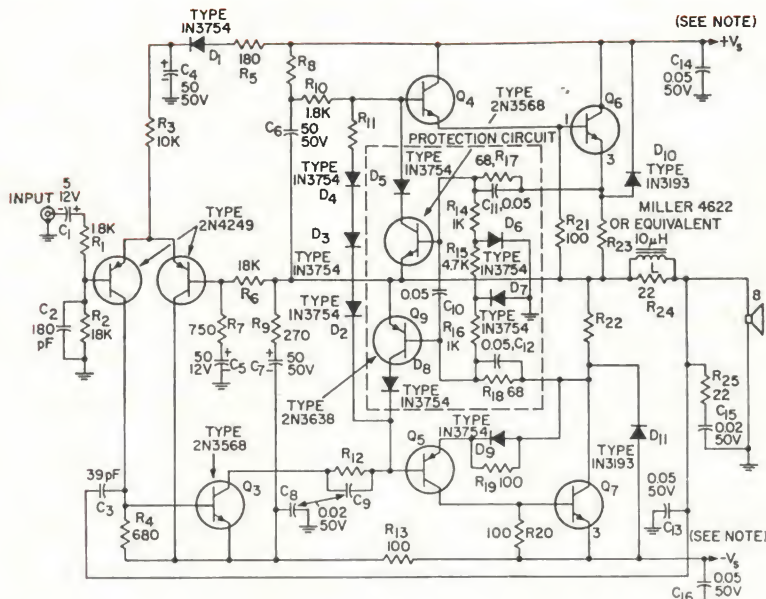 TYPE
IN3754
D1
180
R5
(SEE NOTE)
+Vs
C14
0.05
50V
+
C4
50
50V
R8
R10
1.8K
Q4
TYPE
2N3568
Q6
1
3
R3
10K
C6
50
50V
R11
PROTECTION CIRCUIT
TYPE
IN3754
D5
68, R17
C11, 0.05
D10
TYPE
IN3193
TYPE
IN3754
D4
R14
1K
D6
INPUT
5
12V
- +
C1
1.8K
R1
TYPE
2N4249
D3
TYPE
IN3754
R15
4.7K
TYPE
IN3754
R21
100
R23
MILLER 4622
OR EQUIVALENT
10μH
L
22
R24
8
18K
R6
C2
180
pF
R2
18K
TYPE
IN3754
D2
0.05
C10
D7
TYPE
IN3754
R16
1K
0.05, C12
R22
750
R7
R9
270
Q9
D8
50
12V
+
C5
C7
+
-
50
50V
TYPE
2N3638
TYPE
IN3754
R18
68
R25
22
C15
0.02
50V
TYPE
2N3568
TYPE
IN3754
D9
D11
TYPE
IN3193
R12
Q5
R19
100
39pF
C3
Q3
C8
C9
0.02
50V
Q7
3
0.05
50V
C13
R4
680
R13
100
100
R20
(SEE NOTE)
-Vs
0.05
50V
C16